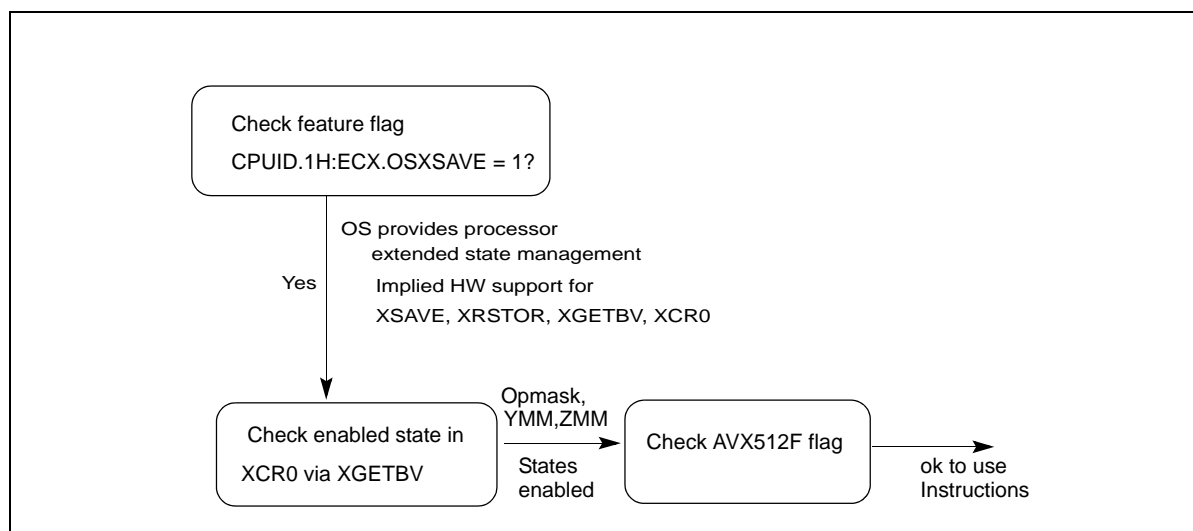 Check feature flag
CPUID.1H:ECX.OSXSAVE = 1?
OS provides processor
extended state management
Yes
Implied HW support for
XSAVE, XRSTOR, XGETBV, XCR0
Check enabled state in
XCR0 via XGETBV
Opmask,
YMM,ZMM
States
enabled
Check AVX512F flag
ok to use
Instructions